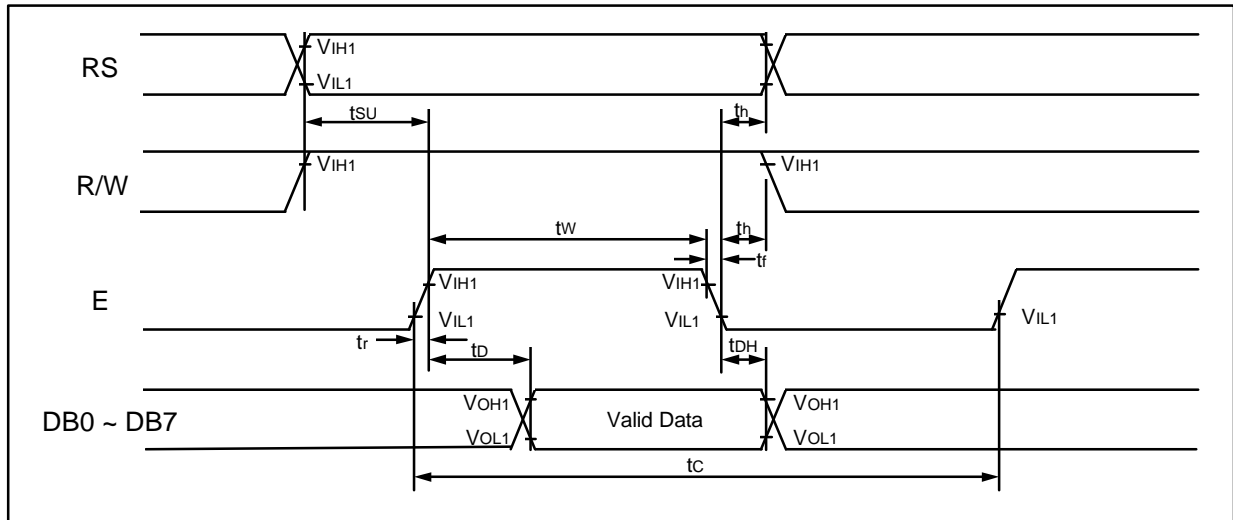 RS
VIH1
VIL1
tSU
th
R/W
VIH1
VIH1
tW
th
tf
E
VIH1
VIH1
VIL1
VIL1
VIL1
tr
tD
tDH
DB0 ~ DB7
VOH1
Valid Data
VOH1
VOL1
VOL1
tC